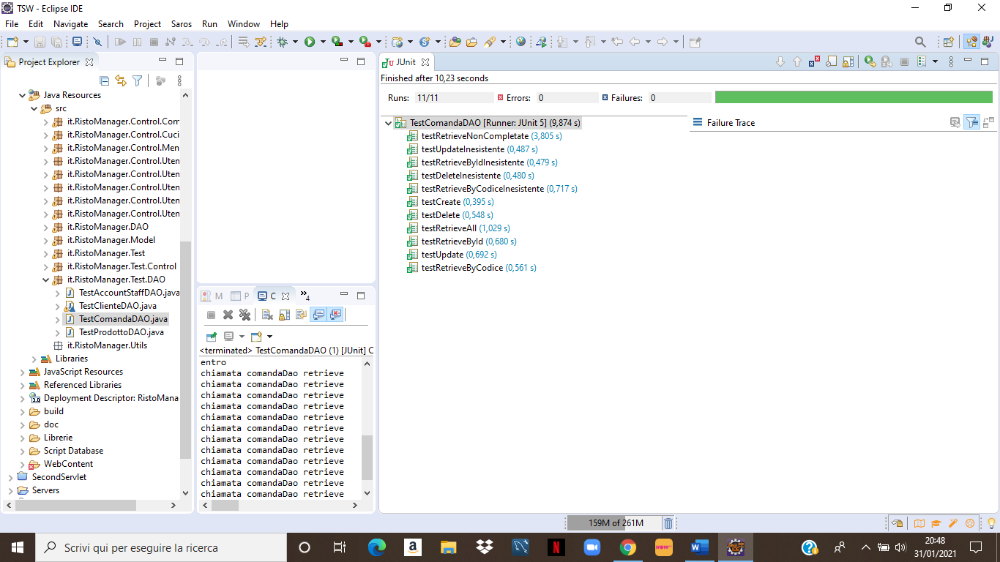 TSW - Eclipse IDE
File Edit Navigate Search Project Saros Run Window Help
Project Explorer
Java Resources
src
it.RistoManager.Control.Com
it.RistoManager.Control.Cuci
it.RistoManager.Control.Men
it.RistoManager.Control.Uten
it.RistoManager.Control.Uten
it.RistoManager.Control.Uten
it.RistoManager.Control.Uten
it.RistoManager.Control.Uten
it.RistoManager.DAO
it.RistoManager.Model
it.RistoManager.Test
it.RistoManager.Test.Control
it.RistoManager.Test.DAO
TestAccountStaffDAO.java
TestClienteDAO.java
TestComandaDAO.java
TestProdottoDAO.java
it.RistoManager.Utils
Libraries
JavaScript Resources
Referenced Libraries
Deployment Descriptor: RistoMana
build
doc
Librerie
Script Database
WebContent
SecondServlet
Servers
M P C 4
<terminated> TestComandaDAO (1) [JUnit] C
entro
chiamata comandaDao retrieve
chiamata comandaDao retrieve
chiamata comandaDao retrieve
chiamata comandaDao retrieve
chiamata comandaDao retrieve
chiamata comandaDao retrieve
chiamata comandaDao retrieve
chiamata comandaDao retrieve
chiamata comandaDao retrieve
chiamata comandaDao retrieve
chiamata comandaDao retrieve
chiamata comandaDao retrieve
JUnit
Finished after 10,23 seconds
Runs: 11/11 Errors: 0 Failures: 0
TestComandaDAO [Runner: JUnit 5] (9,874 s)
testRetrieveNonCompletate (3,805 s)
testUpdateInesistente (0,487 s)
testRetrieveByIdInesistente (0,479 s)
testDeleteInesistente (0,480 s)
testRetrieveByCodiceInesistente (0,717 s)
testCreate (0,395 s)
testDelete (0,548 s)
testRetrieveAll (1,029 s)
testRetrieveById (0,680 s)
testUpdate (0,692 s)
testRetrieveByCodice (0,561 s)
Failure Trace
159M of 261M
Scrivi qui per eseguire la ricerca
20:48
31/01/2021